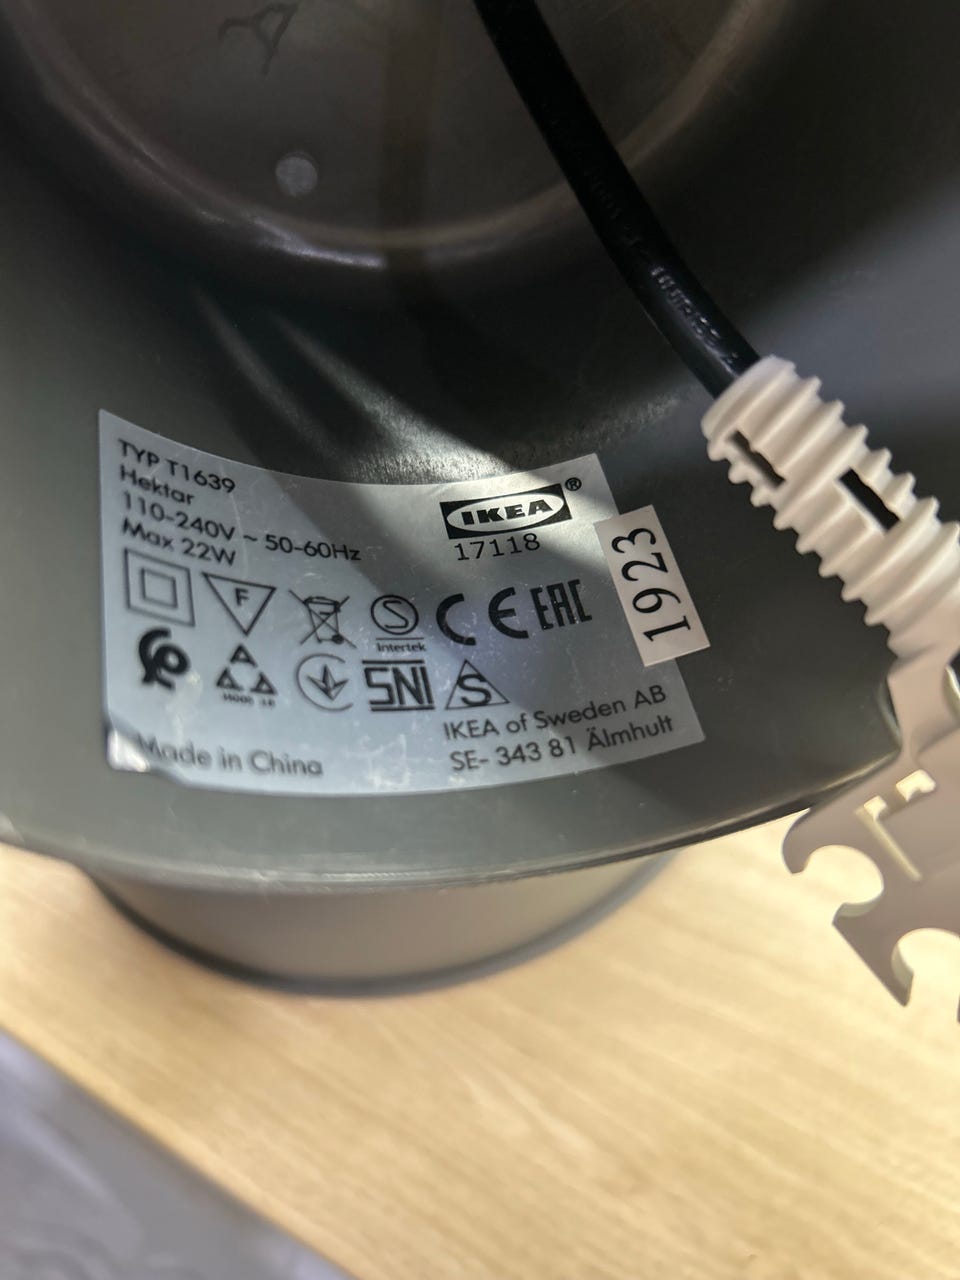 TYP T1639
Hektar
110-240V ~ 50-60Hz
Max 22W
IKEA®
17118
1923
F
S
Intertek
CE
EAC
SNI
S
IKEA of Sweden AB
SE- 343 81 Älmhult
Made in China